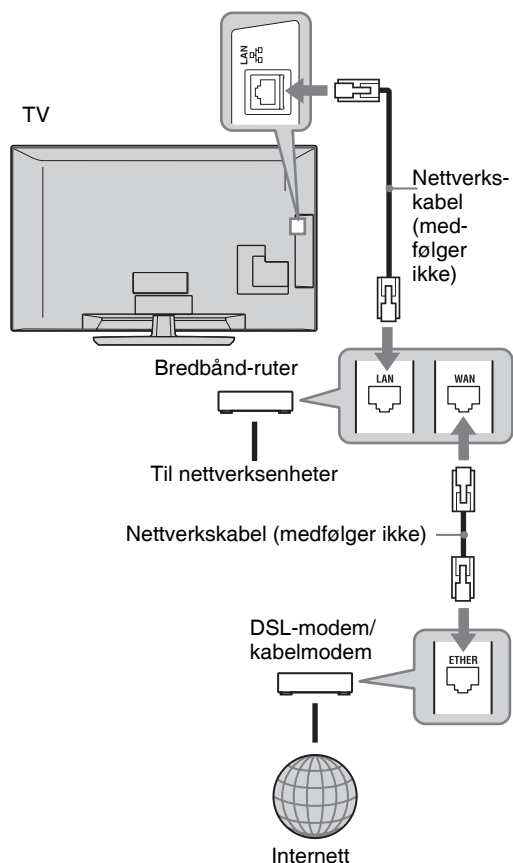 LAN
TV
Nettverks-
kabel
(med-
følger
ikke)
Bredbånd-ruter
LAN
WAN
Til nettverksenheter
Nettverkskabel (medfølger ikke)
DSL-modem/
kabelmodem
ETHER
Internett